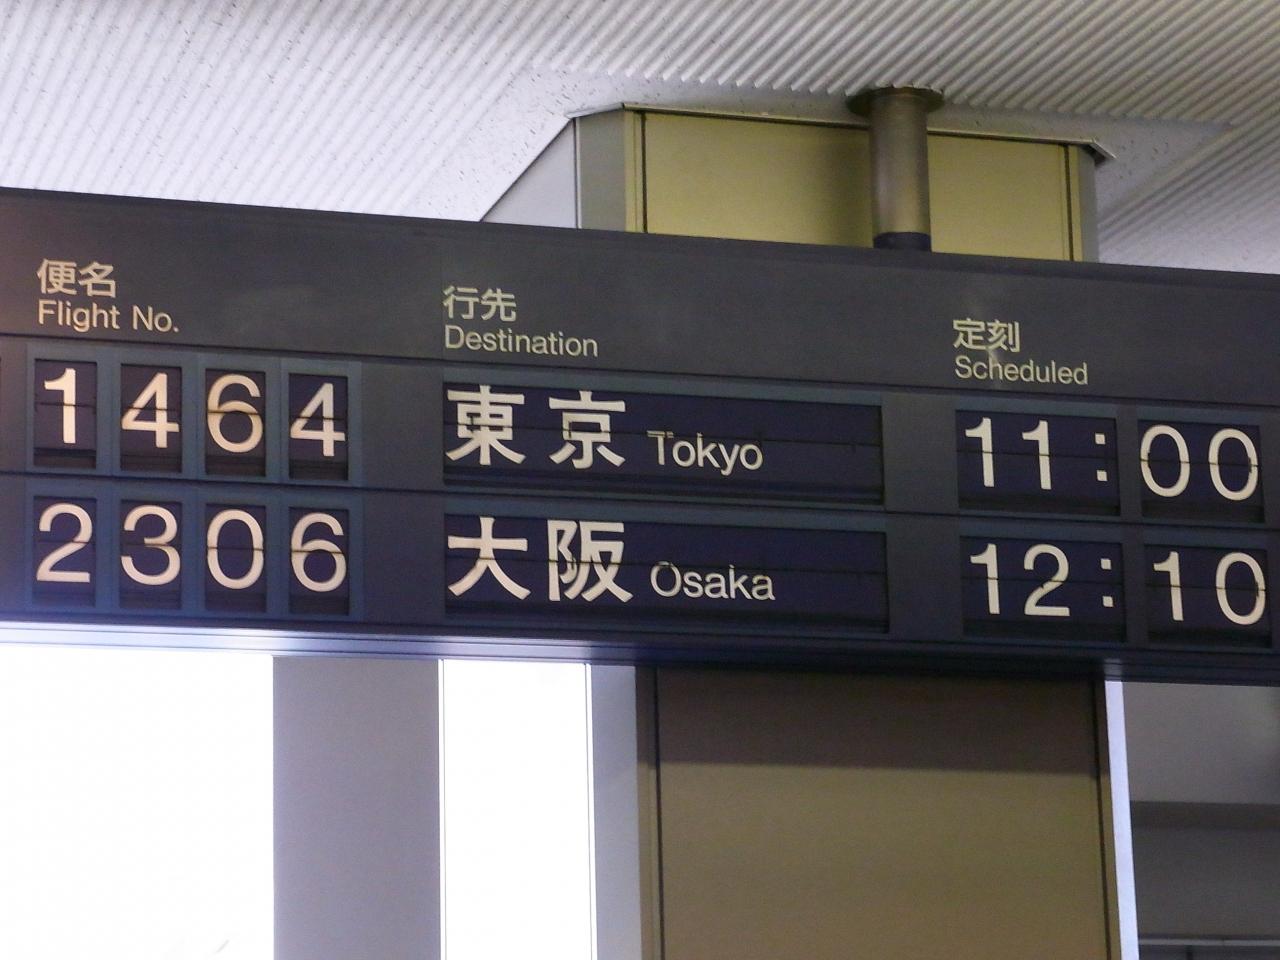 便名 行先 定刻
Flight No. Destination Scheduled
1464 東京 Tokyo 11:00
2306 大阪 Osaka 12:10